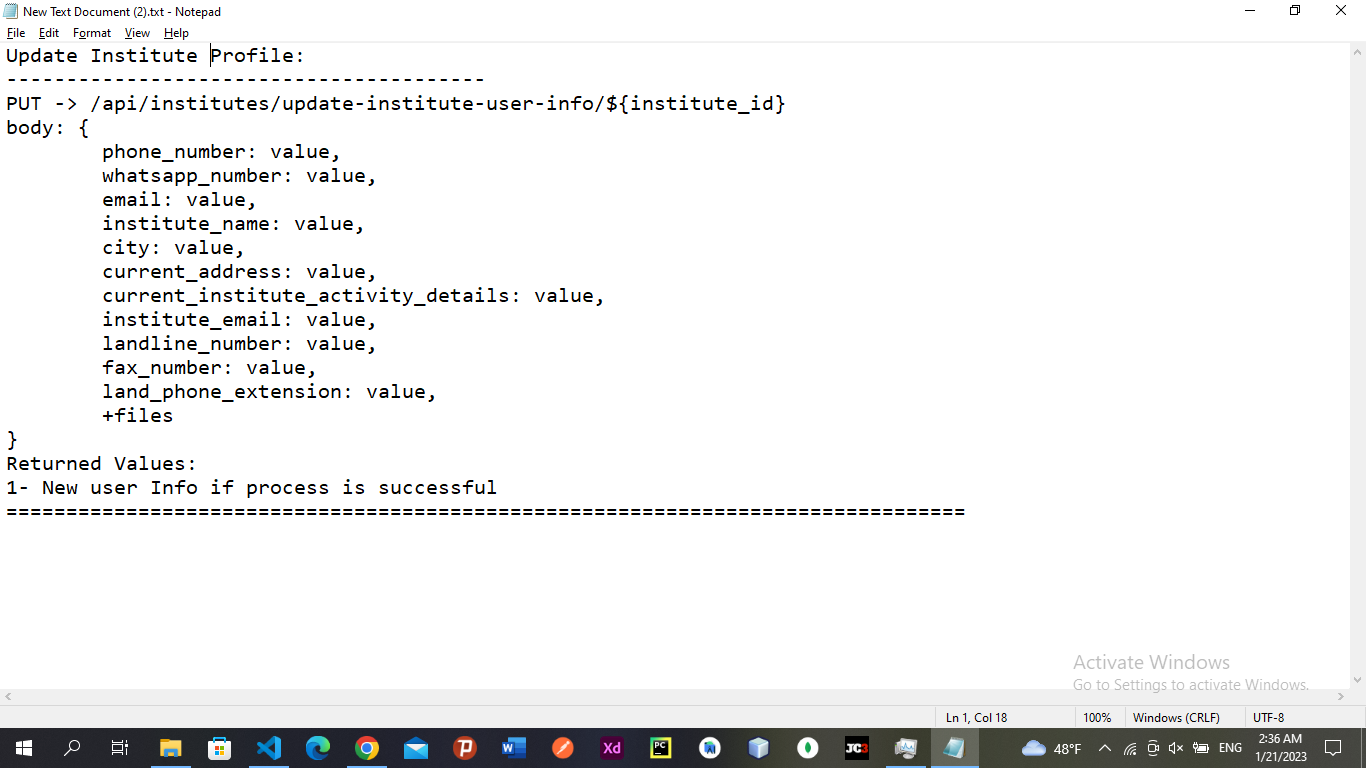 New Text Document (2).txt - Notepad
File Edit Format View Help
Update Institute Profile:
----------------------------------------
PUT -> /api/institutes/update-institute-user-info/${institute_id}
body: {
        phone_number: value,
        whatsapp_number: value,
        email: value,
        institute_name: value,
        city: value,
        current_address: value,
        current_institute_activity_details: value,
        institute_email: value,
        landline_number: value,
        fax_number: value,
        land_phone_extension: value,
        +files
}
Returned Values:
1- New user Info if process is successful
================================================================================
Activate Windows
Go to Settings to activate Windows.
Ln 1, Col 18 100% Windows (CRLF) UTF-8
W Xd PC JC3 48°F ENG 2:36 AM
1/21/2023